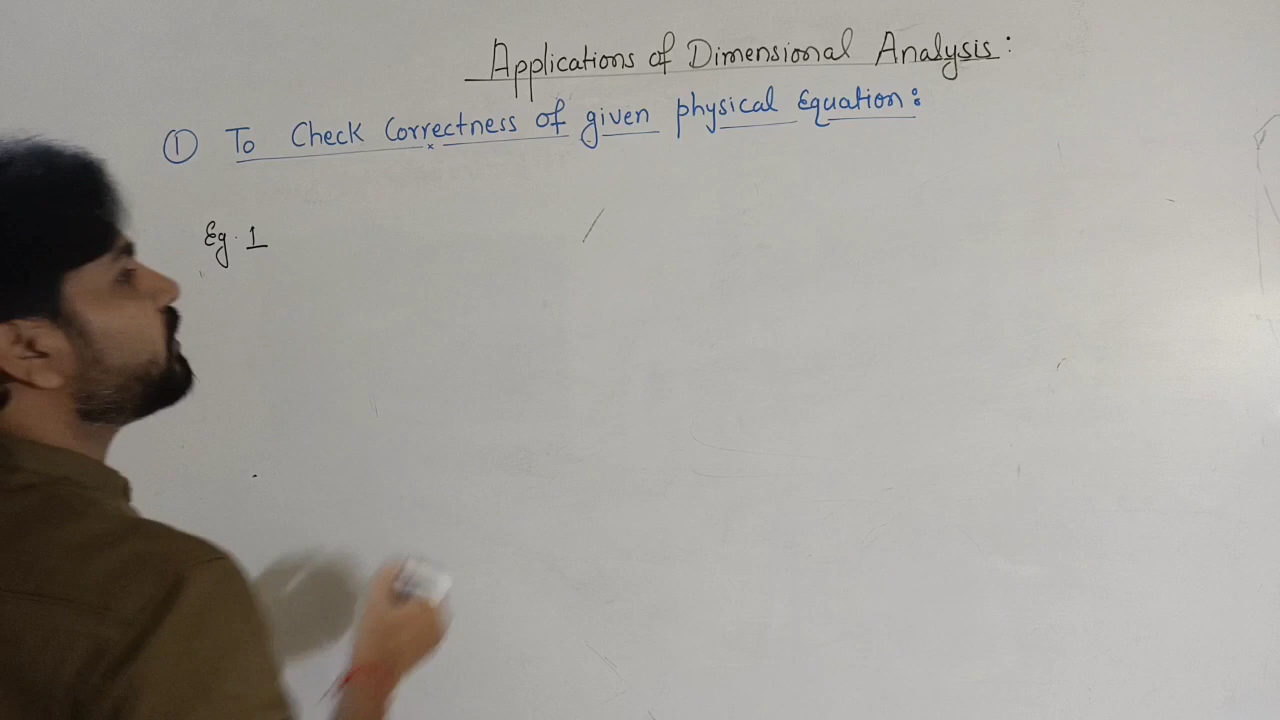 Applications of Dimensional Analysis:
① To Check Correctness of given physical Equation:
Eg. 1